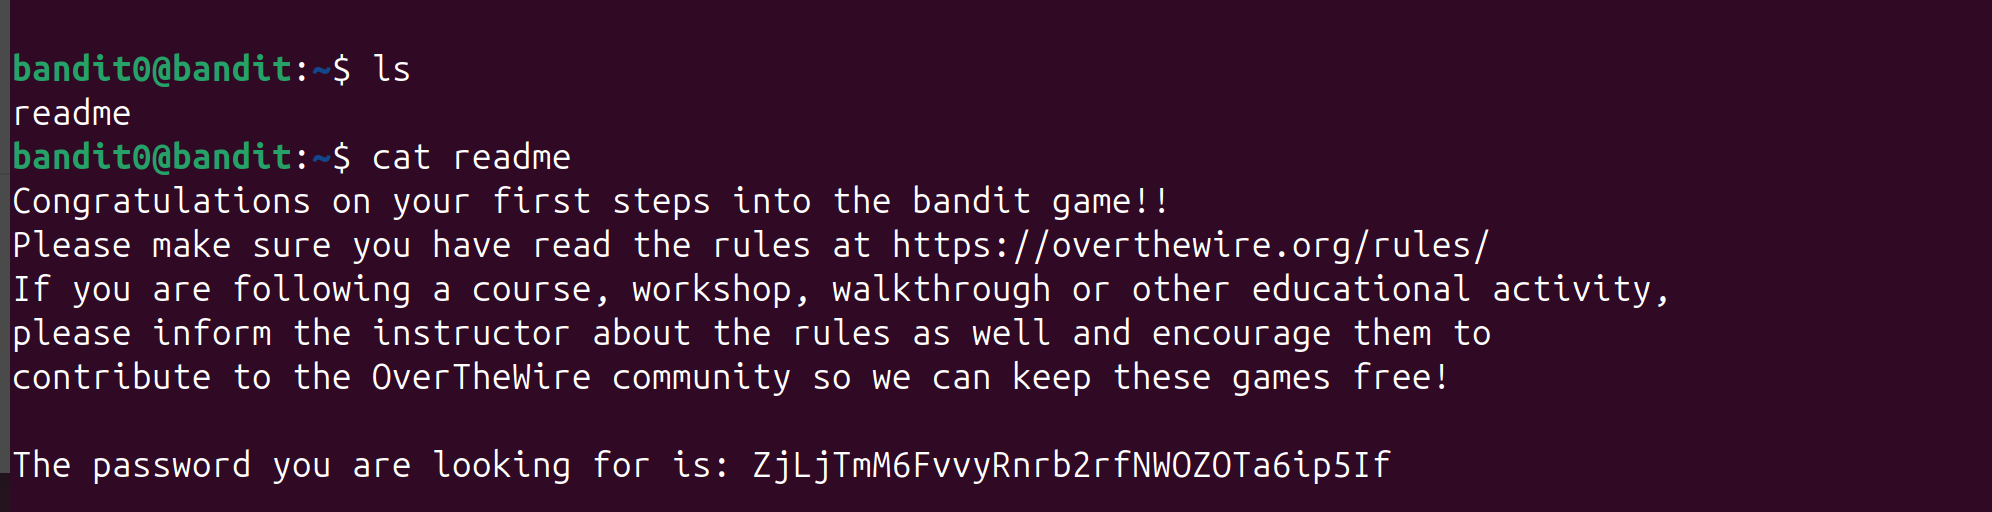 bandit0@bandit:~$ ls
readme
bandit0@bandit:~$ cat readme
Congratulations on your first steps into the bandit game!!
Please make sure you have read the rules at https://overthewire.org/rules/
If you are following a course, workshop, walkthrough or other educational activity,
please inform the instructor about the rules as well and encourage them to
contribute to the OverTheWire community so we can keep these games free!
The password you are looking for is: ZjLjTmM6FvvyRnrb2rfNWOZOTa6ip5If